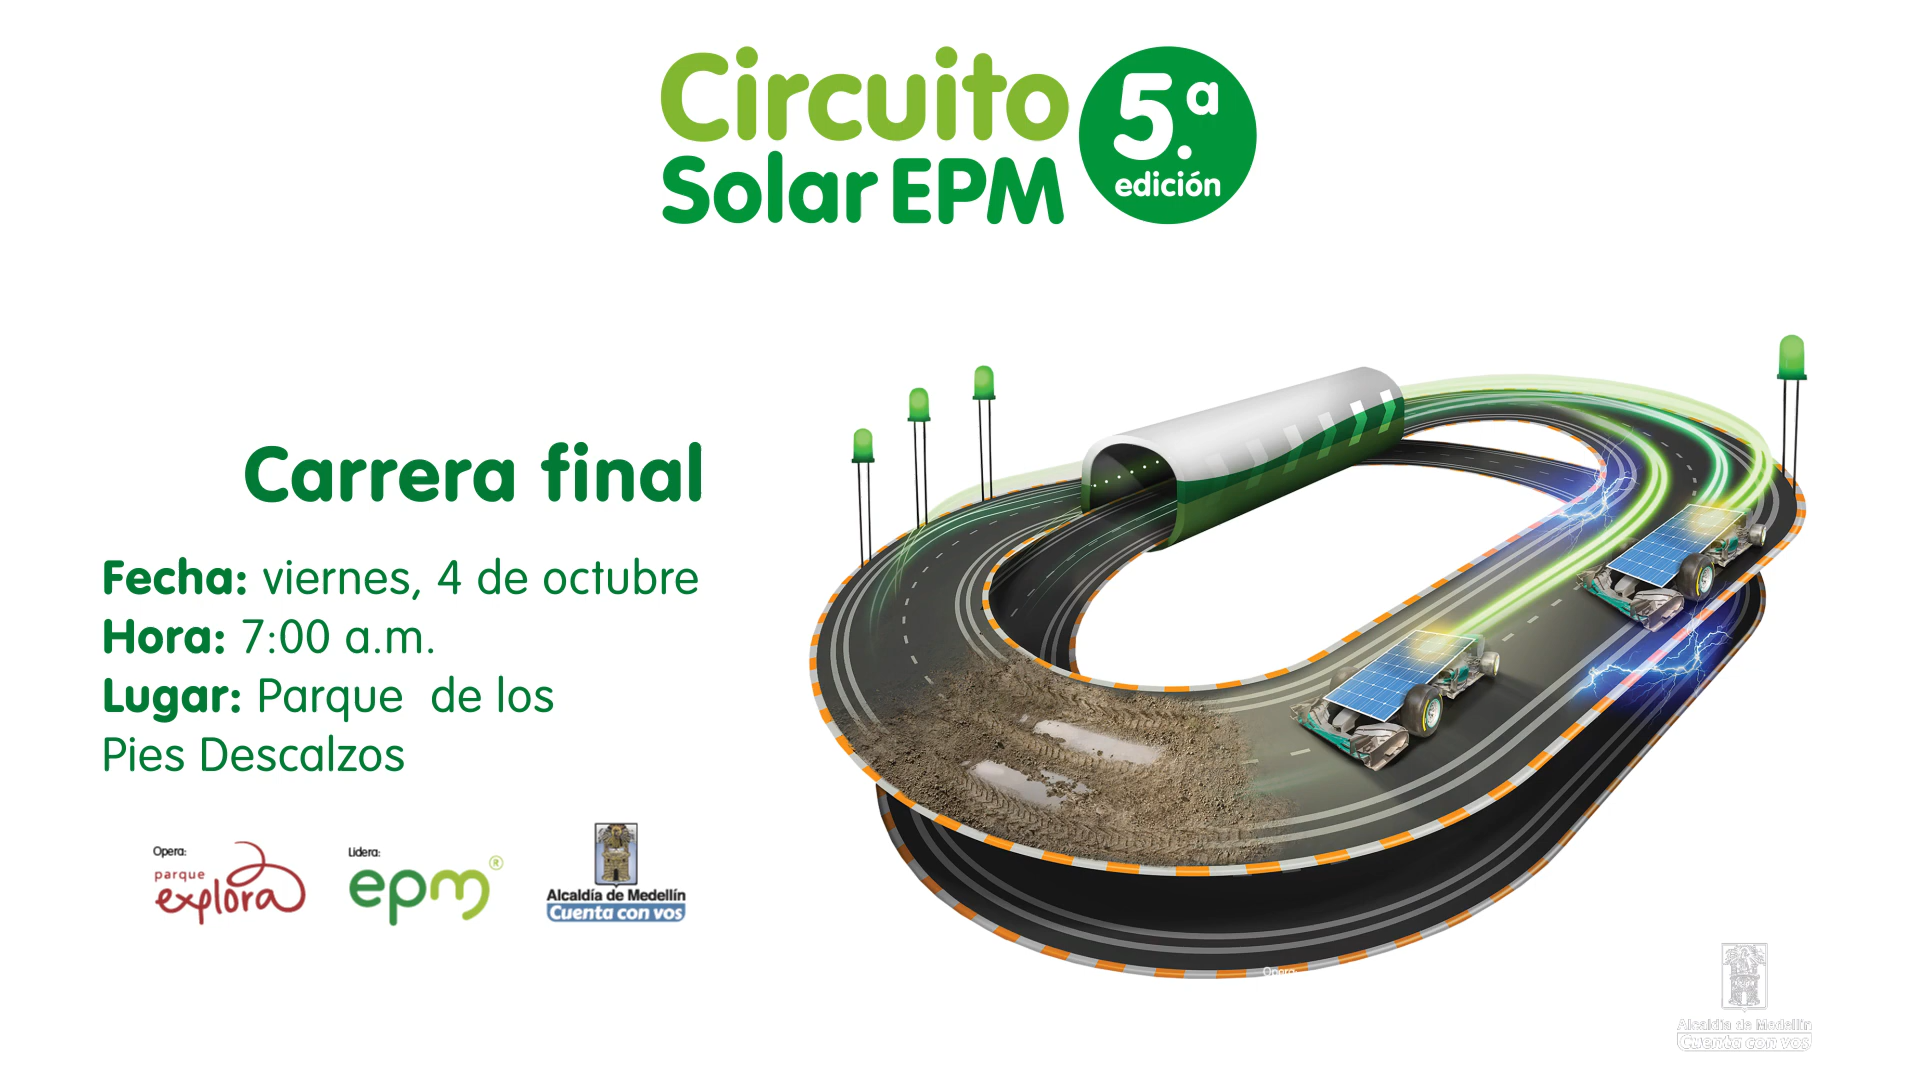 Circuito
Solar EPM
5.ª
edición
Carrera final
Fecha: viernes, 4 de octubre
Hora: 7:00 a.m.
Lugar: Parque  de los
Pies Descalzos
Opera:
parque
explora
Lidera:
epm®
Alcaldía de Medellín
Cuenta con vos
Opera:
Alcaldía de Medellín
Cuenta con vos